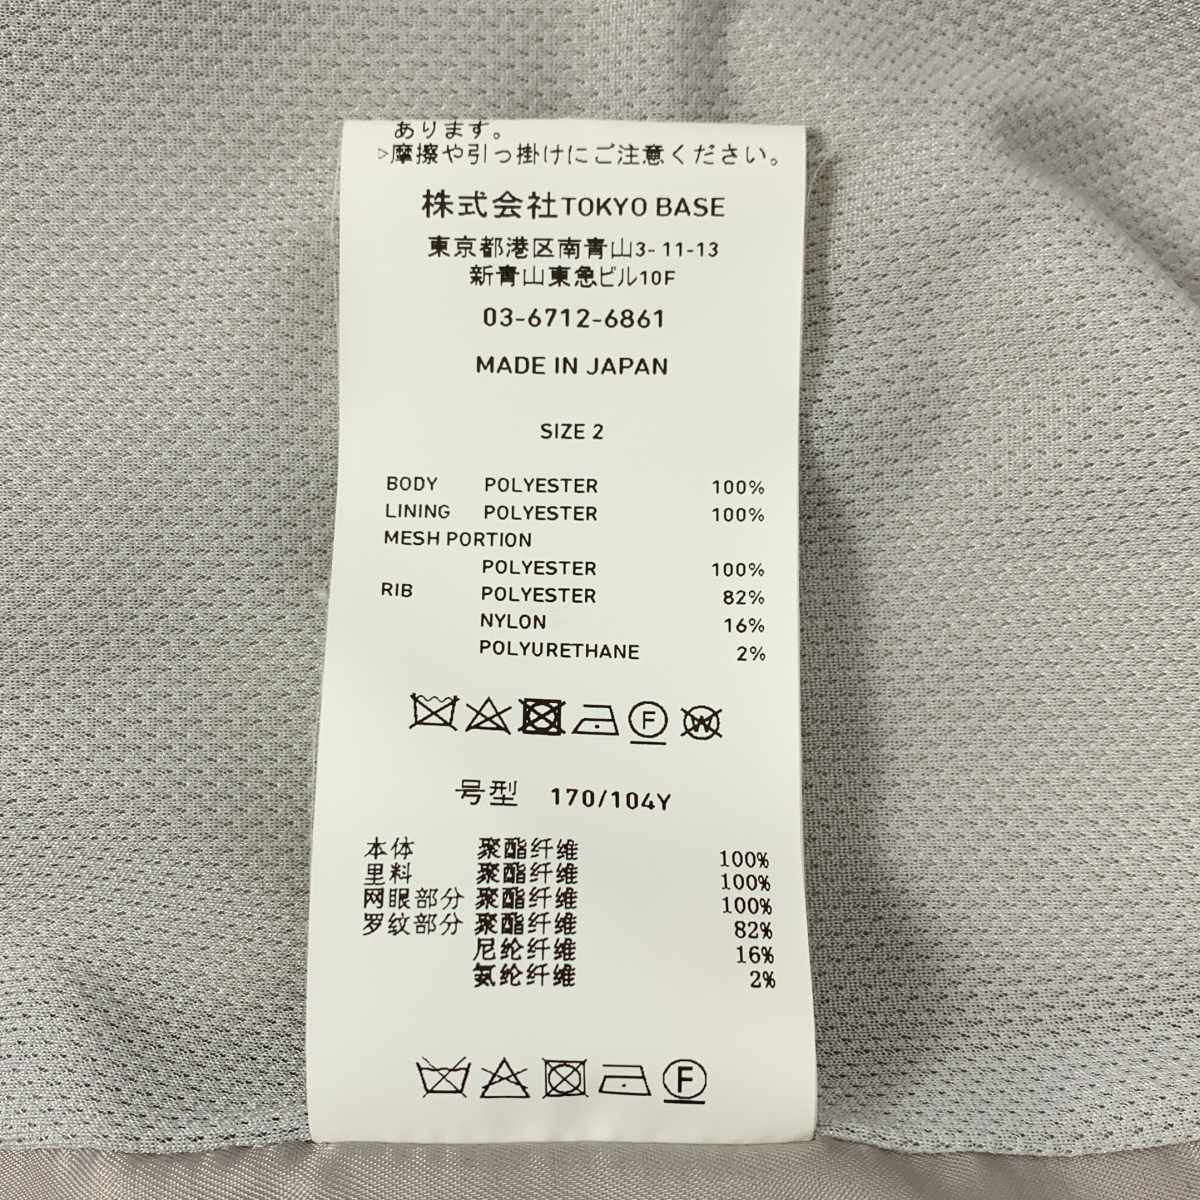 あります。
▷摩擦や引っ掛けにご注意ください。
株式会社TOKYO BASE
東京都港区南青山3-11-13
新青山東急ビル10F
03-6712-6861
MADE IN JAPAN
SIZE 2
BODY POLYESTER 100%
LINING POLYESTER 100%
MESH PORTION
POLYESTER 100%
RIB POLYESTER 82%
NYLON 16%
POLYURETHANE 2%
F W
号型 170/104Y
本体 聚酯纤维 100%
里料 聚酯纤维 100%
网眼部分 聚酯纤维 100%
罗纹部分 聚酯纤维 82%
尼纶纤维 16%
氨纶纤维 2%
F